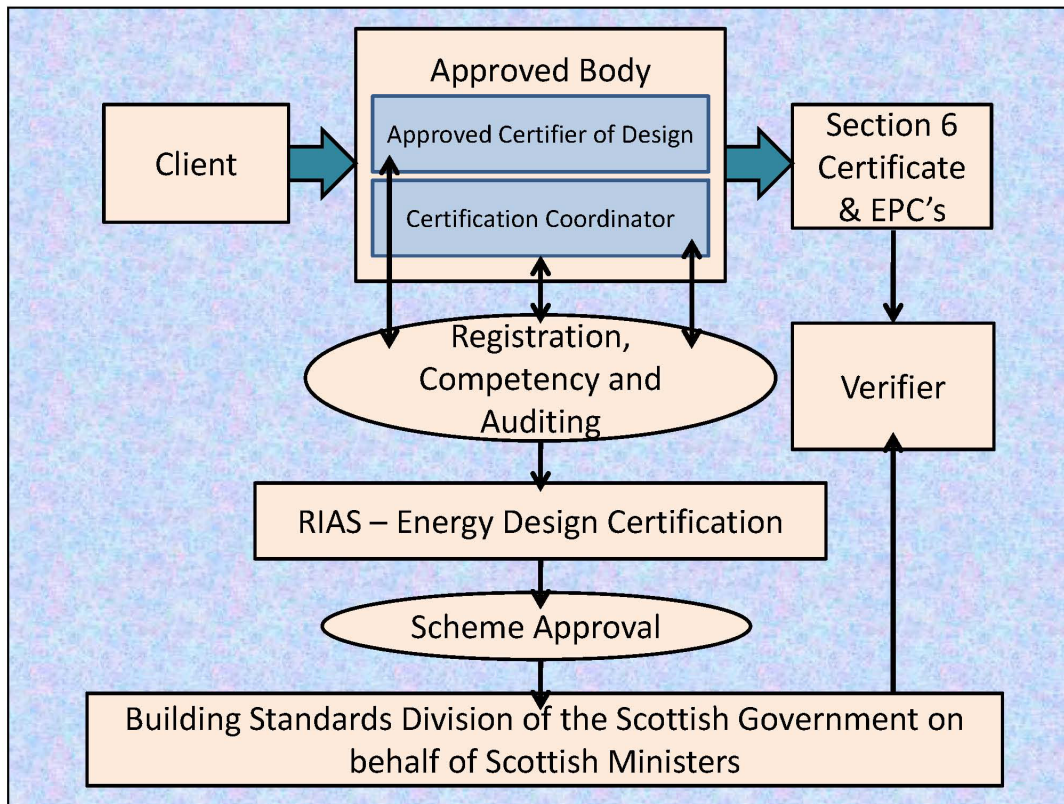 Approved Body
Approved Certifier of Design
Certification Coordinator
Client
Section 6
Certificate
& EPC’s
Registration,
Competency and
Auditing
Verifier
RIAS – Energy Design Certification
Scheme Approval
Building Standards Division of the Scottish Government on
behalf of Scottish Ministers